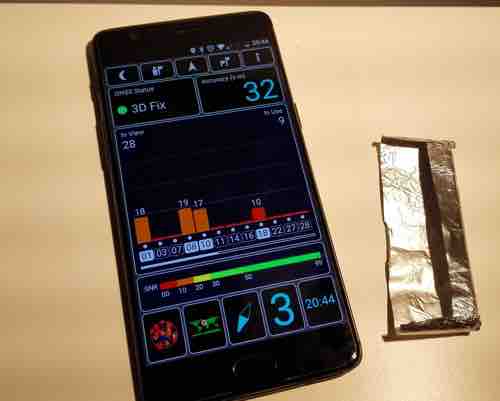 20:44
GNSS Status
Accuracy (± m)
3D Fix
32
In View
In Use
28
9
18
19
17
10
01 03 07 08 10 11 14 16 18 22 27 28
SNR
00 10 20 30 50 99
3
20:44